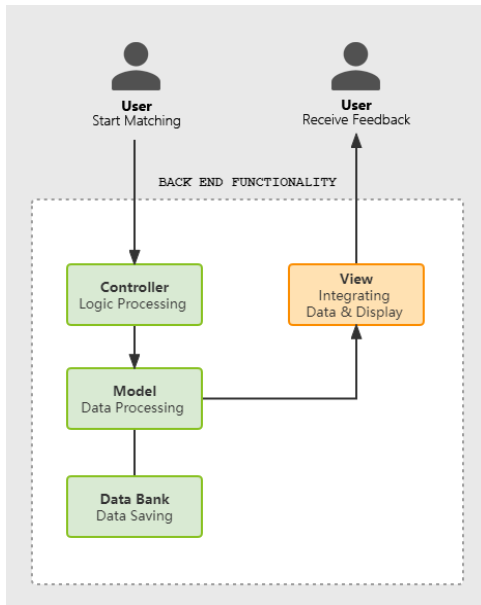 User
Start Matching
User
Receive Feedback
BACK END FUNCTIONALITY
Controller
Logic Processing
View
Integrating
Data & Display
Model
Data Processing
Data Bank
Data Saving